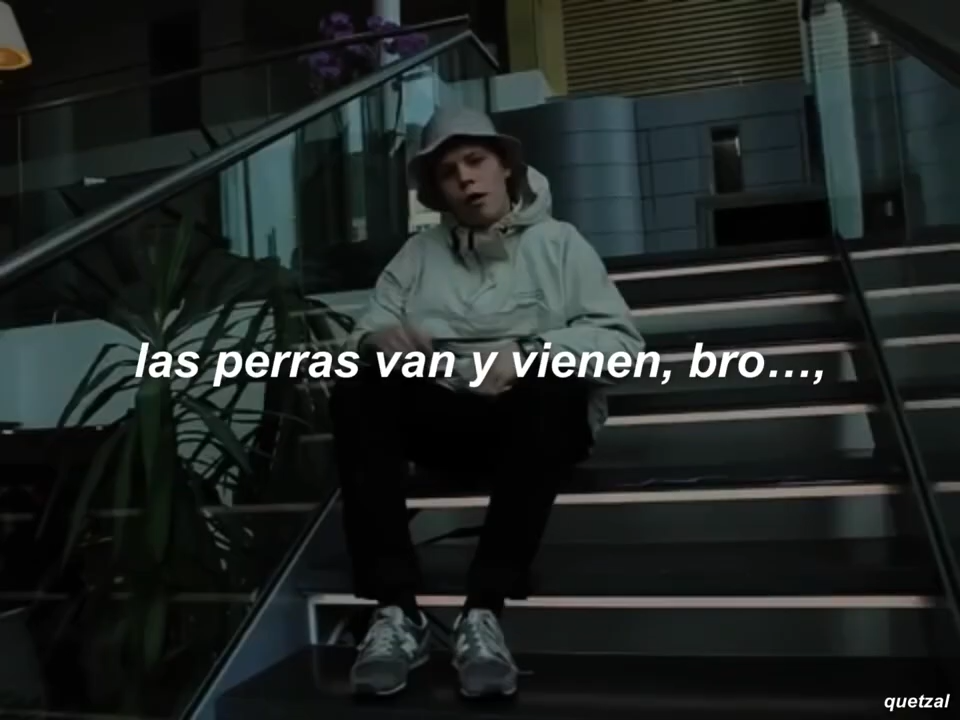 las perras van y vienen, bro...,
quetzal